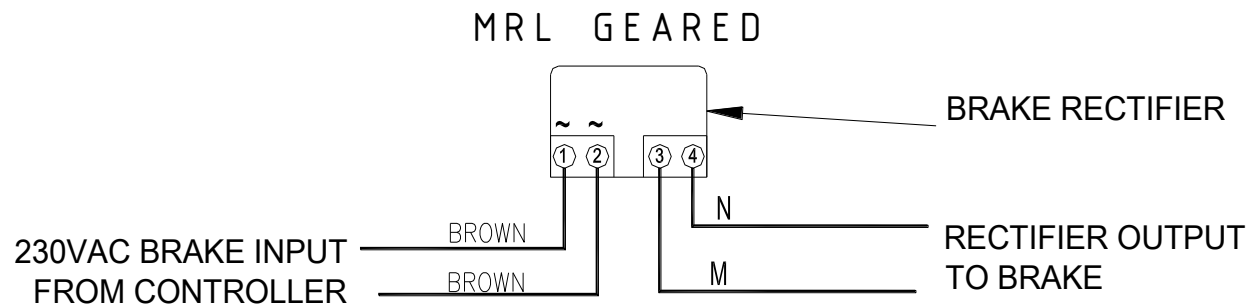 MRL GEARED
BRAKE RECTIFIER
~ ~
1 2 3 4
N
BROWN
230VAC BRAKE INPUT
FROM CONTROLLER
BROWN
M
RECTIFIER OUTPUT
TO BRAKE